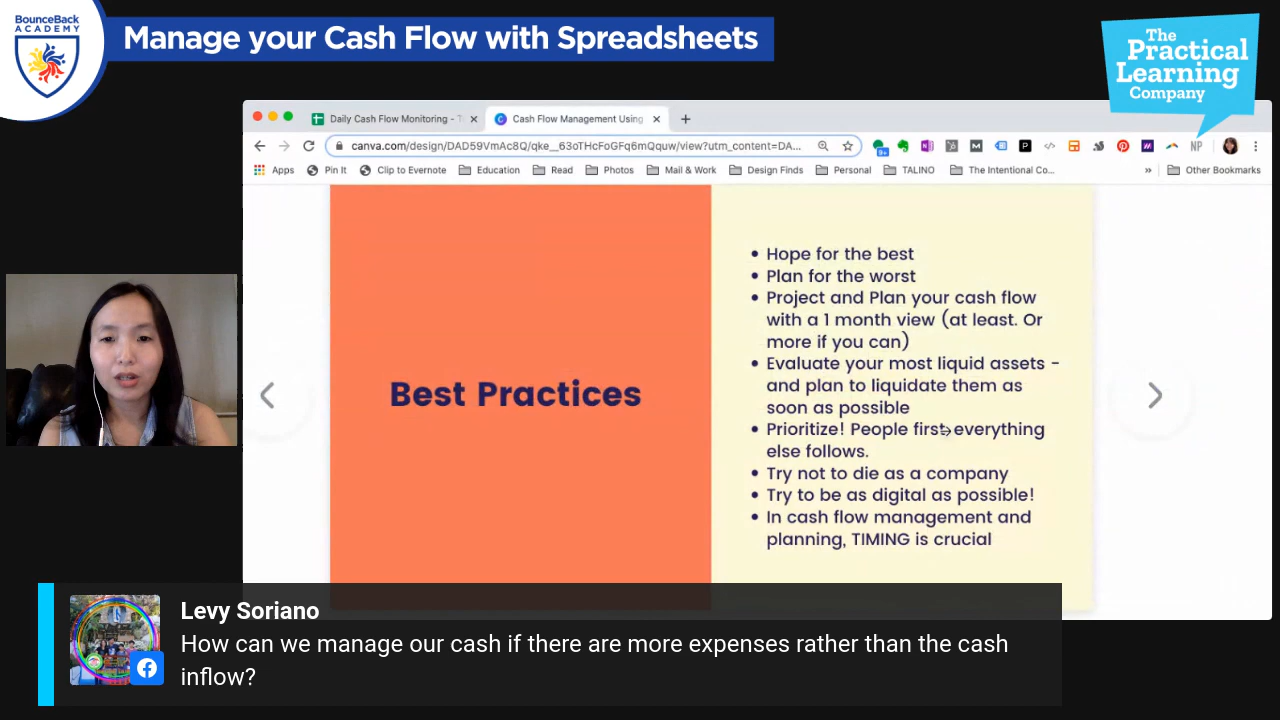 BounceBack
ACADEMY
Manage your Cash Flow with Spreadsheets
The
Practical
Learning
Company
Daily Cash Flow Monitoring - T
Cash Flow Management Using
canva.com/design/DAD59VmAc8Q/qke__63oTHcFoGFq6mQquw/view?utm_content=DA...
NP
Apps
Pin It
Clip to Evernote
Education
Read
Photos
Mail & Work
Design Finds
Personal
TALINO
The Intentional Co...
Other Bookmarks
Best Practices
• Hope for the best
• Plan for the worst
• Project and Plan your cash flow
with a 1 month view (at least. Or
more if you can)
• Evaluate your most liquid assets -
and plan to liquidate them as
soon as possible
• Prioritize! People first everything
else follows.
• Try not to die as a company
• Try to be as digital as possible!
• In cash flow management and
planning, TIMING is crucial
Levy Soriano
How can we manage our cash if there are more expenses rather than the cash
inflow?